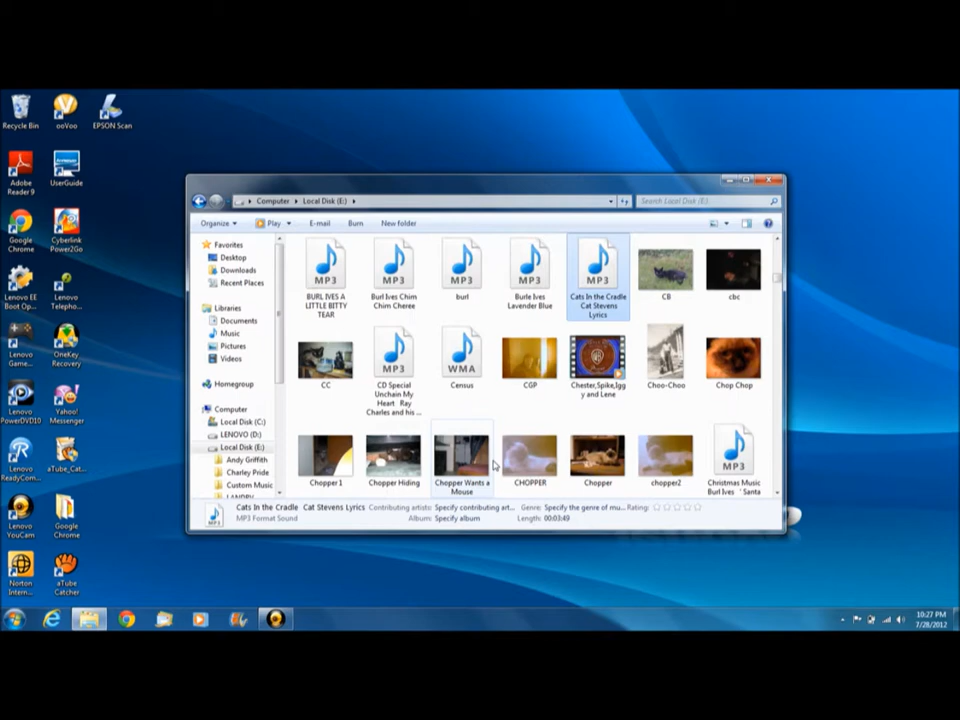 Recycle Bin
ooVoo
EPSON Scan
Adobe
Reader 9
UserGuide
Google
Chrome
Cyberlink
Power2Go
Lenovo EE
Boot Op...
Lenovo
Telepho...
Lenovo
Game...
OneKey
Recovery
Lenovo
PowerDVD10
Yahoo!
Messenger
Lenovo
ReadyCom...
aTube_Cat...
Lenovo
YouCam
Google
Chrome
Norton
Internet ...
aTube
Catcher
Computer
Local Disk (E:)
Search Local Disk (E:)
Organize
Play
E-mail
Burn
New folder
Favorites
Desktop
Downloads
Recent Places
Libraries
Documents
Music
Pictures
Videos
Homegroup
Computer
Local Disk (C:)
LENOVO (D:)
Local Disk (E:)
Andy Griffith
Charley Pride
Custom Music
LANDRY
MP3
BURL IVES A
LITTLE BITTY
TEAR
MP3
Burl Ives Chim
Chim Cheree
MP3
burl
MP3
Burle Ives
Lavender Blue
MP3
Cats In the Cradle
Cat Stevens
Lyrics
CB
cbc
CC
MP3
CD Special
Unchain My
Heart Ray
Charles and his ...
WMA
Census
CGP
Chester,Spike,Igg
y and Lene
Choo-Choo
Chop Chop
Chopper 1
Chopper Hiding
Chopper Wants a
Mouse
CHOPPER
Chopper
chopper2
MP3
Christmas Music
Burl Ives ' Santa
Cats In the Cradle Cat Stevens Lyrics
MP3 Format Sound
Contributing artists: Specify contributing art...
Album: Specify album
Genre: Specify the genre of mu...
Length: 00:03:49
Rating:
10:27 PM
7/28/2012